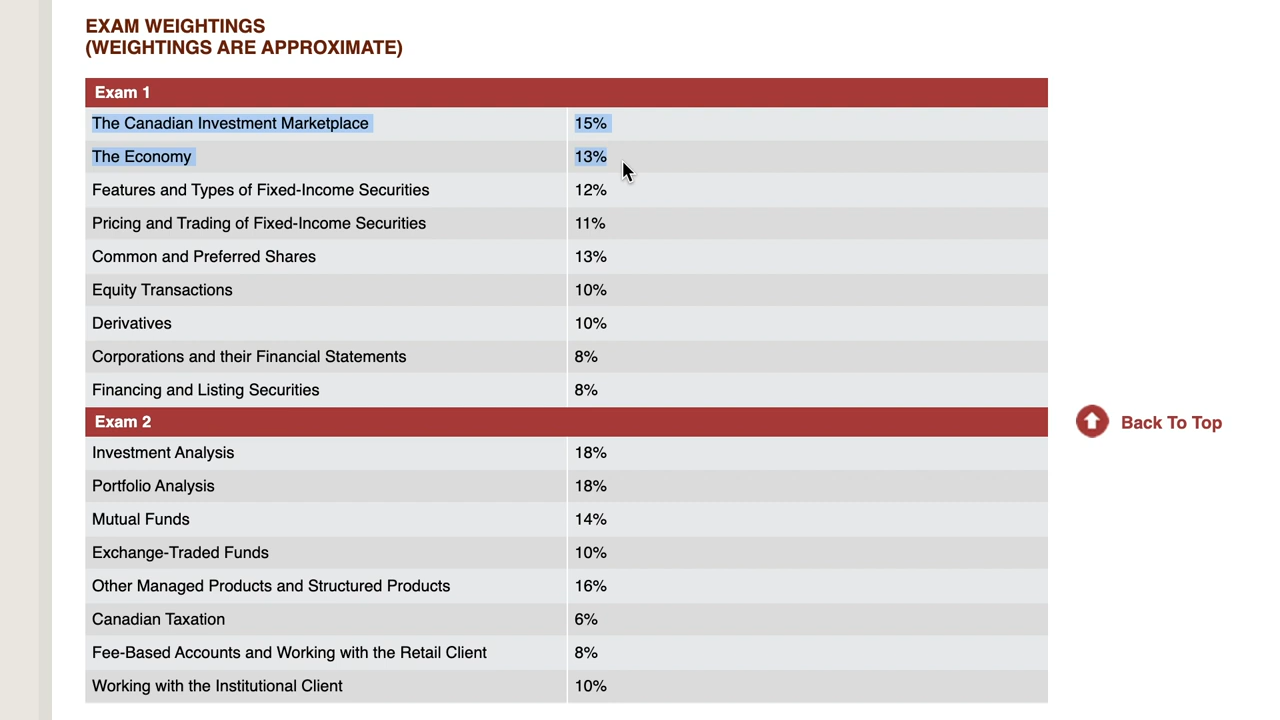 EXAM WEIGHTINGS
(WEIGHTINGS ARE APPROXIMATE)
Exam 1
The Canadian Investment Marketplace 15%
The Economy 13%
Features and Types of Fixed-Income Securities 12%
Pricing and Trading of Fixed-Income Securities 11%
Common and Preferred Shares 13%
Equity Transactions 10%
Derivatives 10%
Corporations and their Financial Statements 8%
Financing and Listing Securities 8%
Exam 2
Back To Top
Investment Analysis 18%
Portfolio Analysis 18%
Mutual Funds 14%
Exchange-Traded Funds 10%
Other Managed Products and Structured Products 16%
Canadian Taxation 6%
Fee-Based Accounts and Working with the Retail Client 8%
Working with the Institutional Client 10%